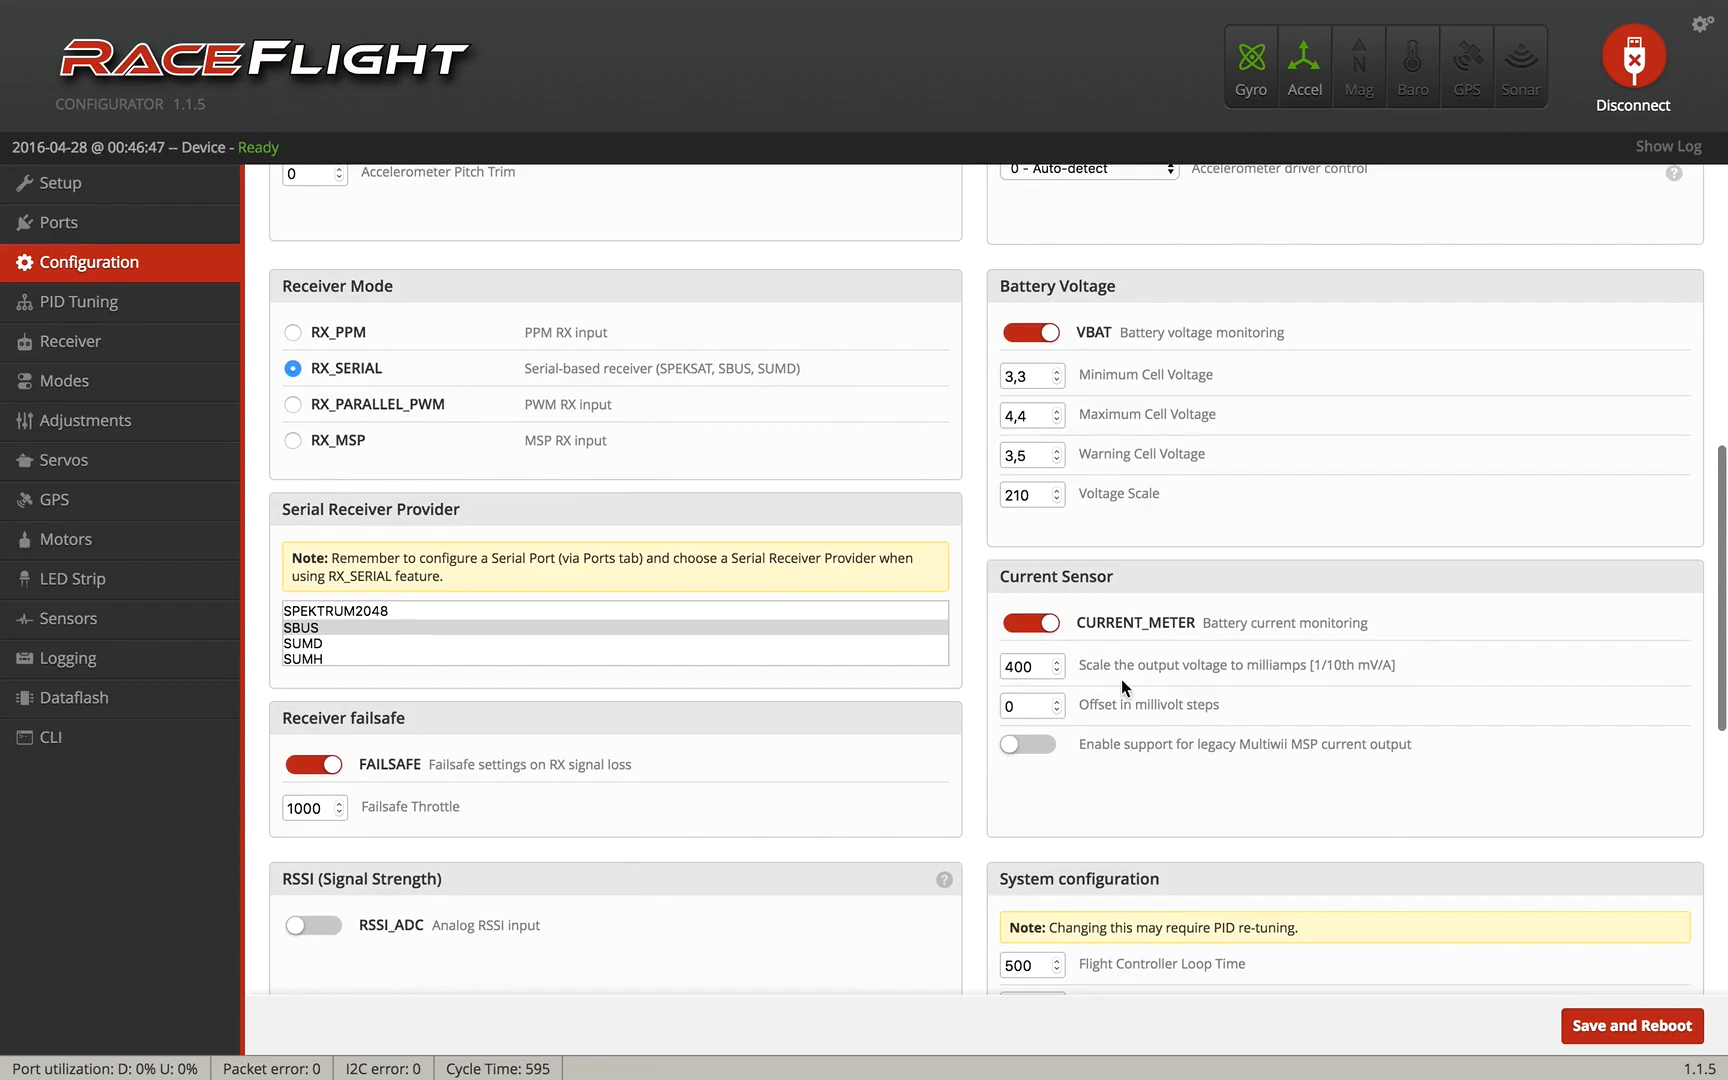 RACEFLIGHT
CONFIGURATOR 1.1.5
Gyro
Accel
Mag
Baro
GPS
Sonar
Disconnect
2016-04-28 @ 00:46:47 -- Device - Ready
Show Log
Setup
Ports
Configuration
PID Tuning
Receiver
Modes
Adjustments
Servos
GPS
Motors
LED Strip
Sensors
Logging
Dataflash
CLI
0 Accelerometer Pitch Trim
0 - Auto-detect Accelerometer driver control
?
Receiver Mode
RX_PPM PPM RX input
RX_SERIAL Serial-based receiver (SPEKSAT, SBUS, SUMD)
RX_PARALLEL_PWM PWM RX input
RX_MSP MSP RX input
Serial Receiver Provider
Note: Remember to configure a Serial Port (via Ports tab) and choose a Serial Receiver Provider when
using RX_SERIAL feature.
SPEKTRUM2048
SBUS
SUMD
SUMH
Receiver failsafe
FAILSAFE Failsafe settings on RX signal loss
1000 Failsafe Throttle
RSSI (Signal Strength)
?
RSSI_ADC Analog RSSI input
Battery Voltage
VBAT Battery voltage monitoring
3,3 Minimum Cell Voltage
4,4 Maximum Cell Voltage
3,5 Warning Cell Voltage
210 Voltage Scale
Current Sensor
CURRENT_METER Battery current monitoring
400 Scale the output voltage to milliamps [1/10th mV/A]
0 Offset in millivolt steps
Enable support for legacy Multiwii MSP current output
System configuration
Note: Changing this may require PID re-tuning.
500 Flight Controller Loop Time
Save and Reboot
Port utilization: D: 0% U: 0%
Packet error: 0
I2C error: 0
Cycle Time: 595
1.1.5